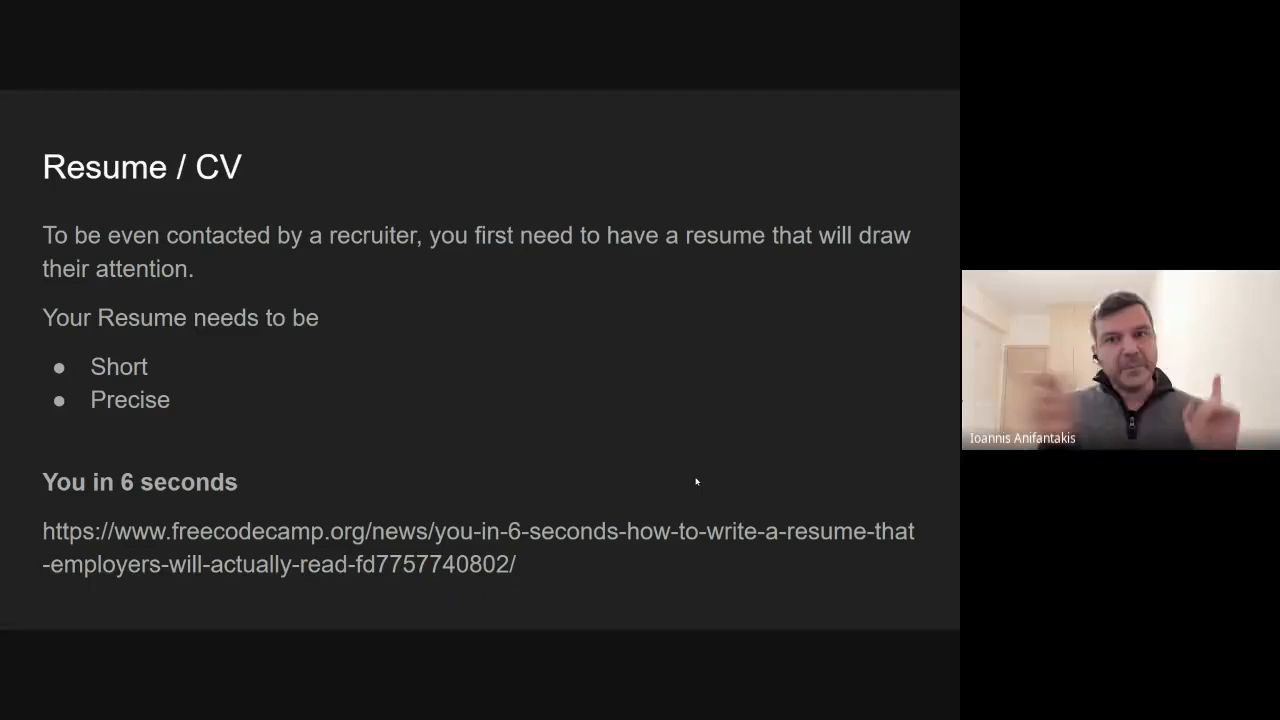 Resume / CV
To be even contacted by a recruiter, you first need to have a resume that will draw
their attention.
Your Resume needs to be
● Short
● Precise
You in 6 seconds
https://www.freecodecamp.org/news/you-in-6-seconds-how-to-write-a-resume-that
-employers-will-actually-read-fd7757740802/
Ioannis Anifantakis